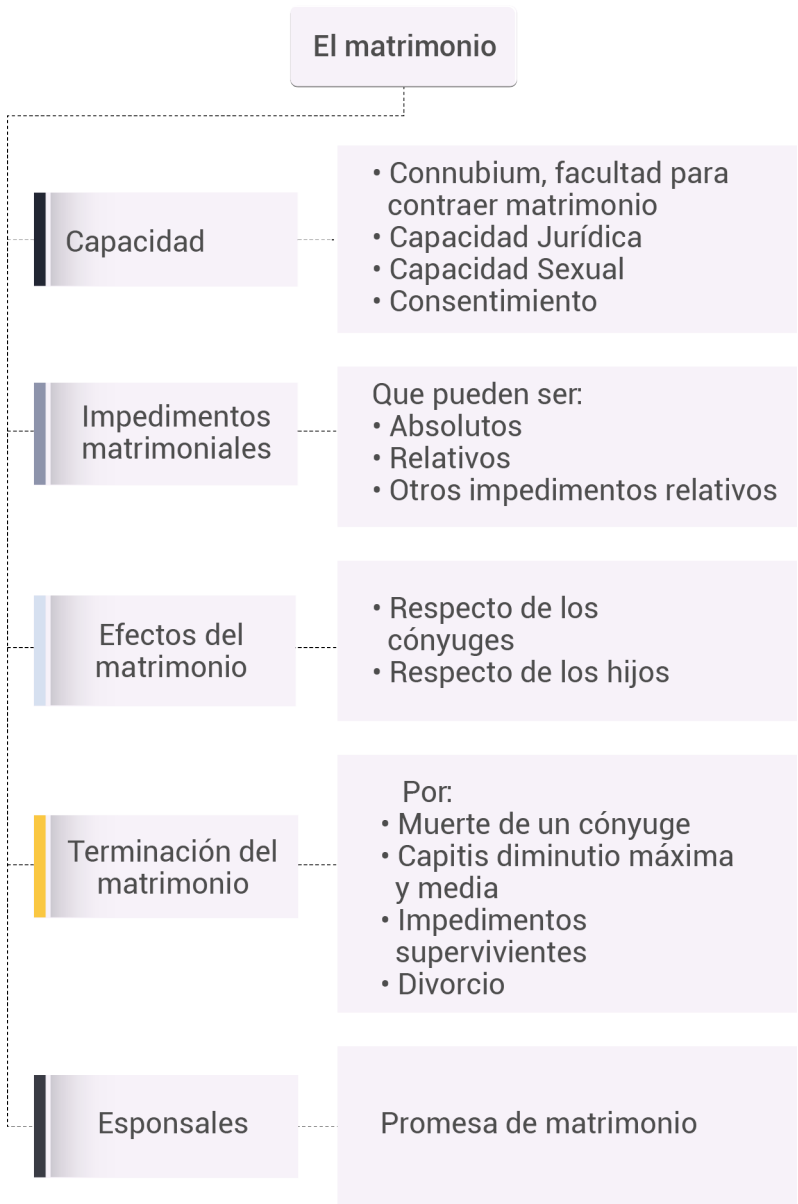 El matrimonio
Capacidad
• Connubium, facultad para
contraer matrimonio
• Capacidad Jurídica
• Capacidad Sexual
• Consentimiento
Impedimentos
matrimoniales
Que pueden ser:
• Absolutos
• Relativos
• Otros impedimentos relativos
Efectos del
matrimonio
• Respecto de los
cónyuges
• Respecto de los hijos
Terminación del
matrimonio
Por:
• Muerte de un cónyuge
• Capitis diminutio máxima
y media
• Impedimentos
supervivientes
• Divorcio
Esponsales
Promesa de matrimonio